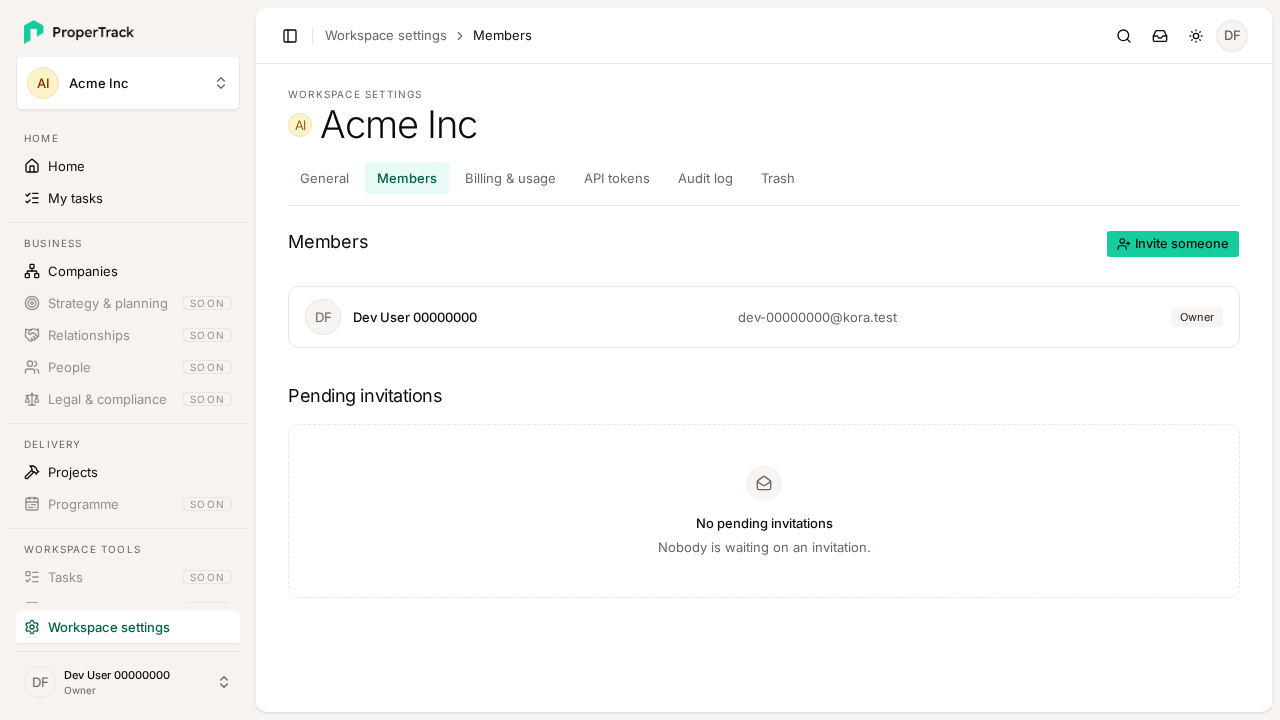 ProperTrack
AI
Acme Inc
HOME
Home
My tasks
BUSINESS
Companies
Strategy & planning SOON
Relationships SOON
People SOON
Legal & compliance SOON
DELIVERY
Projects
Programme SOON
WORKSPACE TOOLS
Tasks SOON
Workspace settings
DF
Dev User 00000000
Owner
Workspace settings > Members
DF
WORKSPACE SETTINGS
AI Acme Inc
General Members Billing & usage API tokens Audit log Trash
Members
Invite someone
DF Dev User 00000000 dev-00000000@kora.test Owner
Pending invitations
No pending invitations
Nobody is waiting on an invitation.